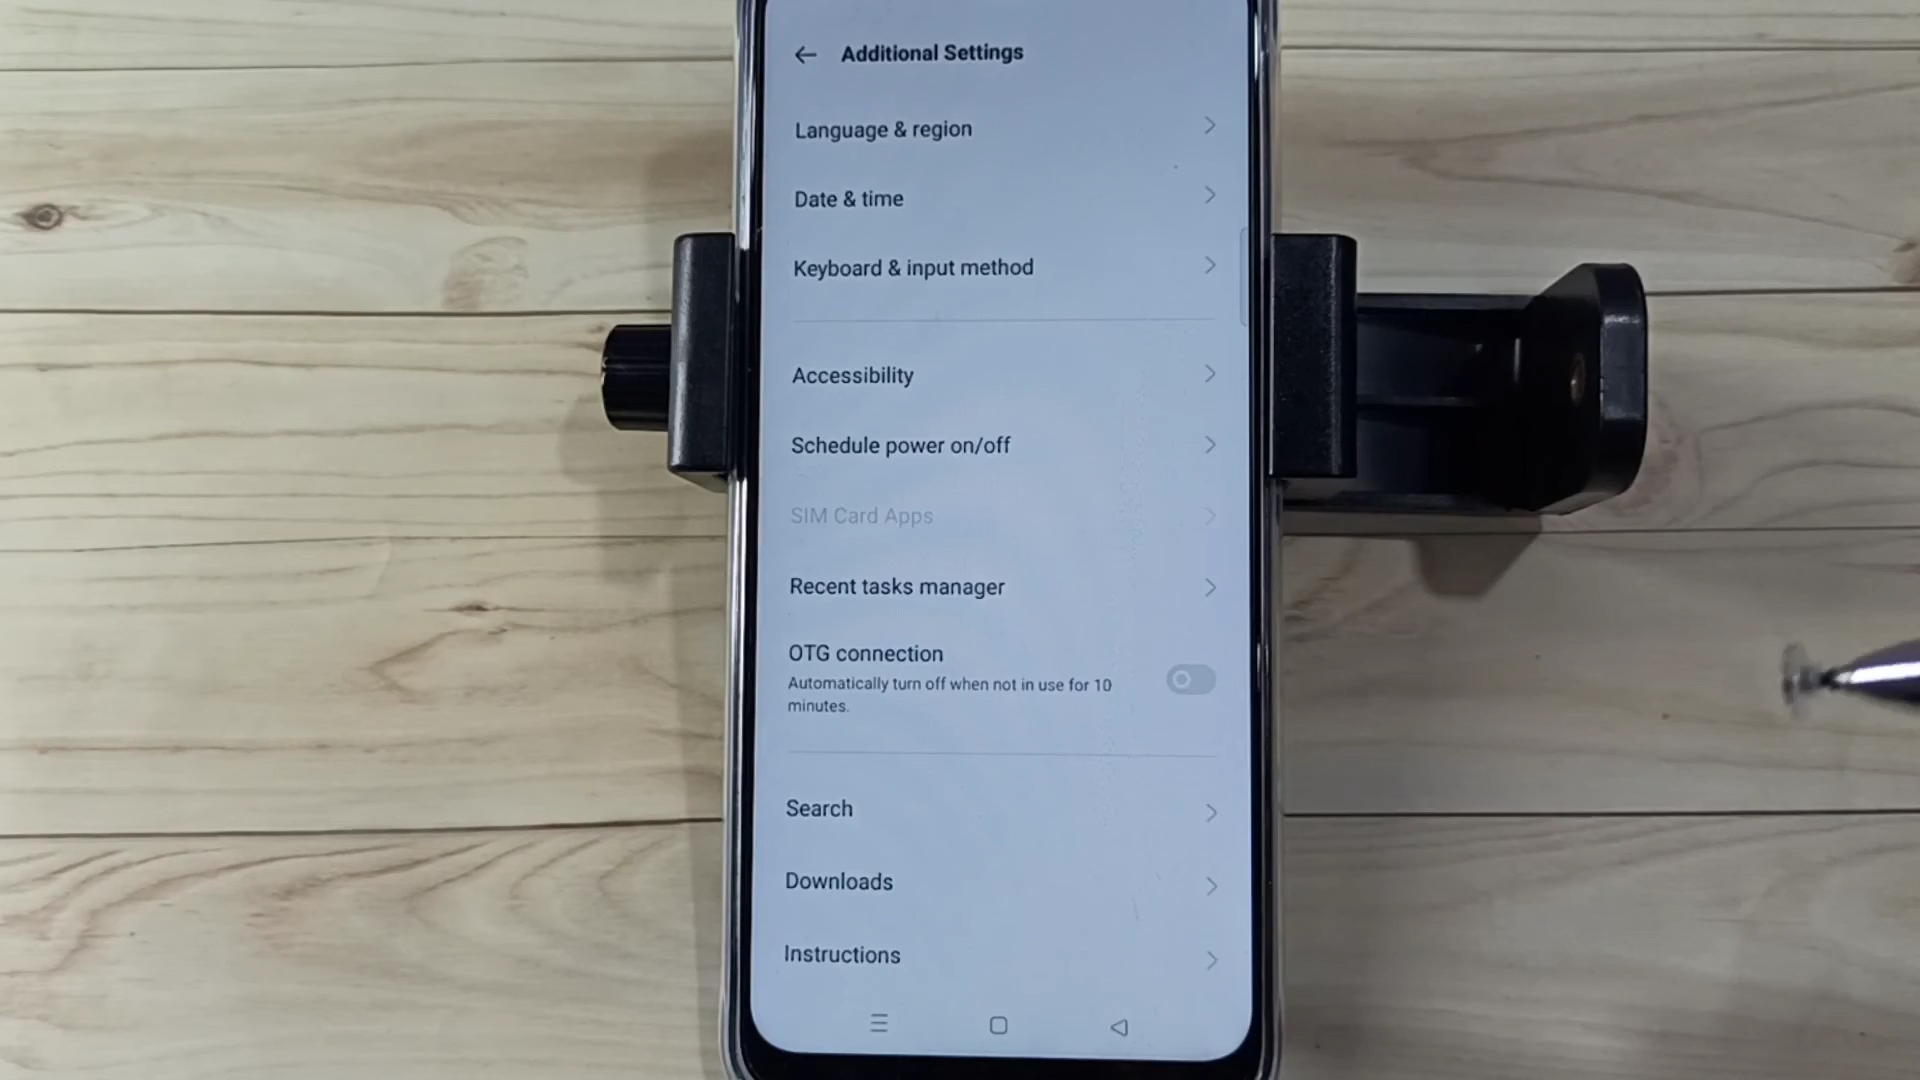 Additional Settings
Language & region
Date & time
Keyboard & input method
Accessibility
Schedule power on/off
SIM Card Apps
Recent tasks manager
OTG connection
Automatically turn off when not in use for 10
minutes.
Search
Downloads
Instructions